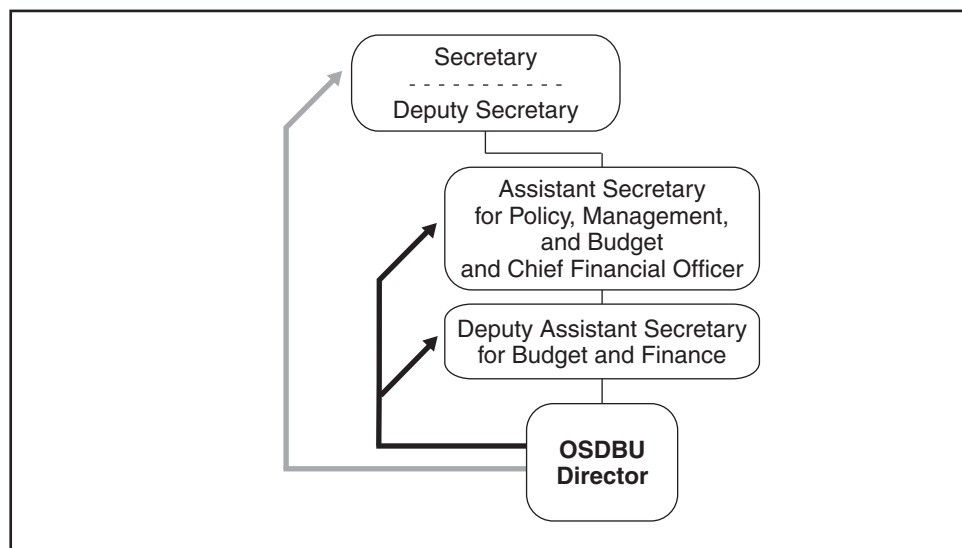 Secretary
Deputy Secretary
Assistant Secretary
for Policy, Management,
and Budget
and Chief Financial Officer
Deputy Assistant Secretary
for Budget and Finance
OSDBU
Director